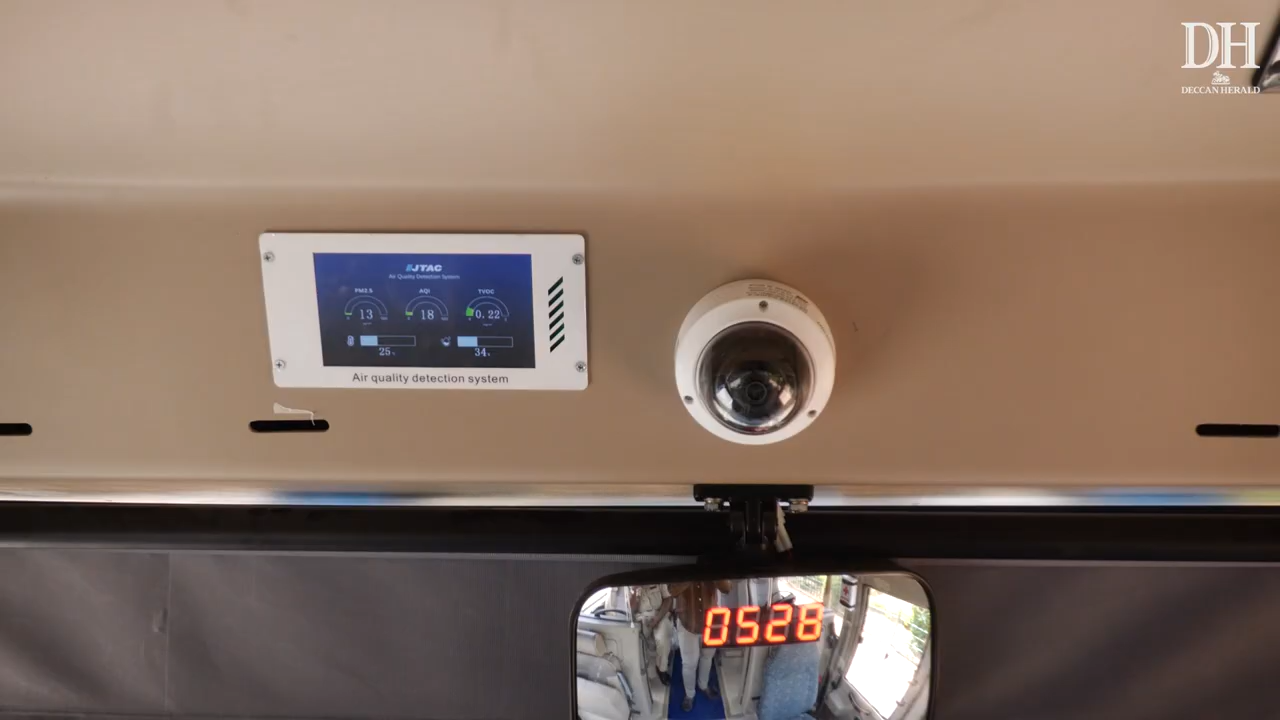 DH
DECCAN HERALD
JTAC
Air Quality Detection System
PM2.5 AQI TVOC
13 18 0.22
25 34
Air quality detection system
0528